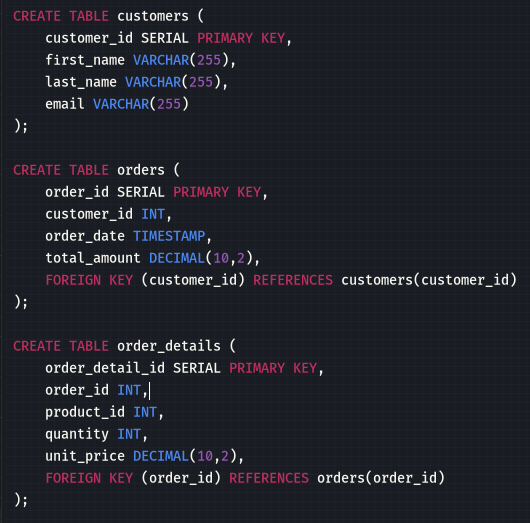 CREATE TABLE customers (
    customer_id SERIAL PRIMARY KEY,
    first_name VARCHAR(255),
    last_name VARCHAR(255),
    email VARCHAR(255)
);

CREATE TABLE orders (
    order_id SERIAL PRIMARY KEY,
    customer_id INT,
    order_date TIMESTAMP,
    total_amount DECIMAL(10,2),
    FOREIGN KEY (customer_id) REFERENCES customers(customer_id)
);

CREATE TABLE order_details (
    order_detail_id SERIAL PRIMARY KEY,
    order_id INT,
    product_id INT,
    quantity INT,
    unit_price DECIMAL(10,2),
    FOREIGN KEY (order_id) REFERENCES orders(order_id)
);